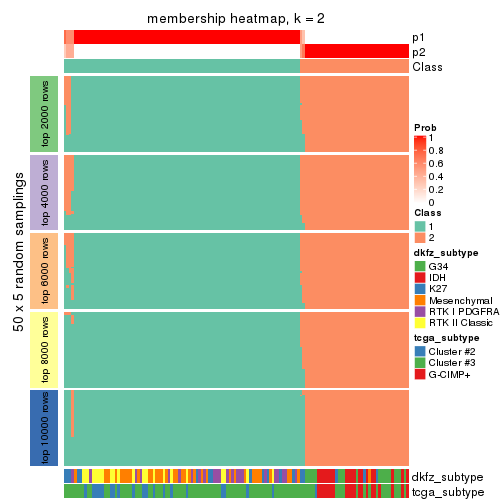 membership heatmap, k = 2
p1
p2
Class
50 x 5 random samplings
top 2000 rows
top 4000 rows
top 6000 rows
top 8000 rows
top 10000 rows
Prob
1
0.8
0.6
0.4
0.2
0
Class
1
2
dkfz_subtype
G34
IDH
K27
Mesenchymal
RTK I PDGFRA
RTK II Classic
tcga_subtype
Cluster #2
Cluster #3
G-CIMP+
dkfz_subtype
tcga_subtype